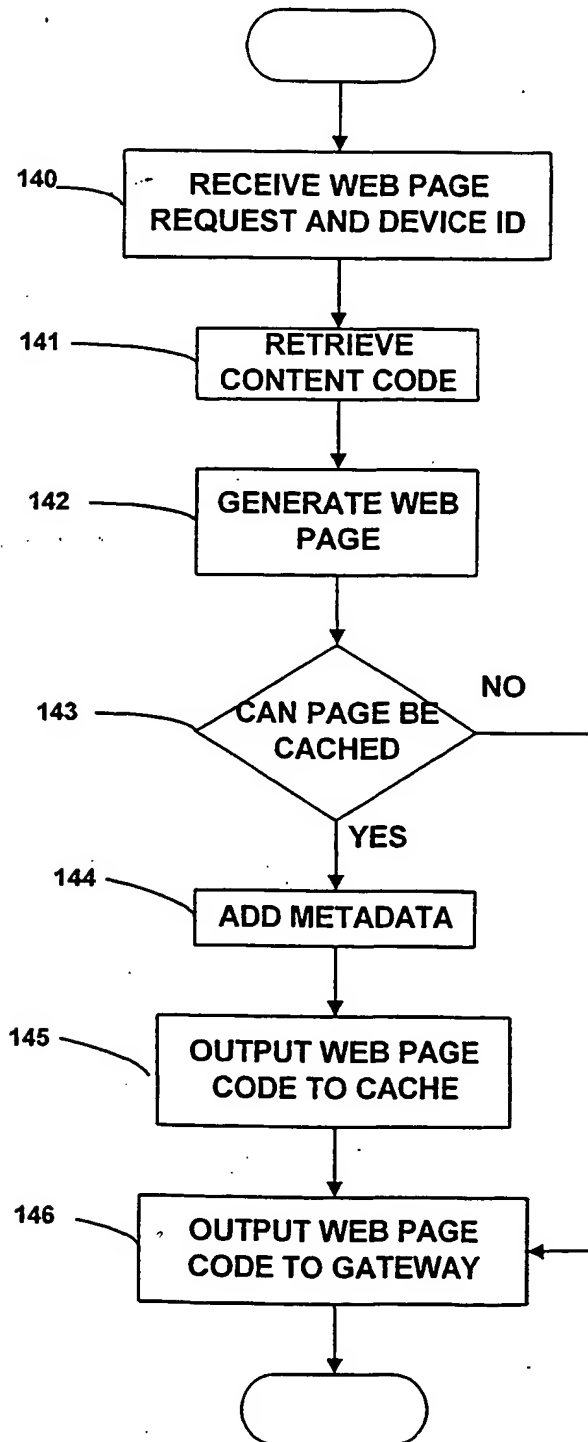 140
RECEIVE WEB PAGE
REQUEST AND DEVICE ID
141
RETRIEVE
CONTENT CODE
142
GENERATE WEB
PAGE
143
CAN PAGE BE
CACHED
NO
YES
144
ADD METADATA
145
OUTPUT WEB PAGE
CODE TO CACHE
146
OUTPUT WEB PAGE
CODE TO GATEWAY